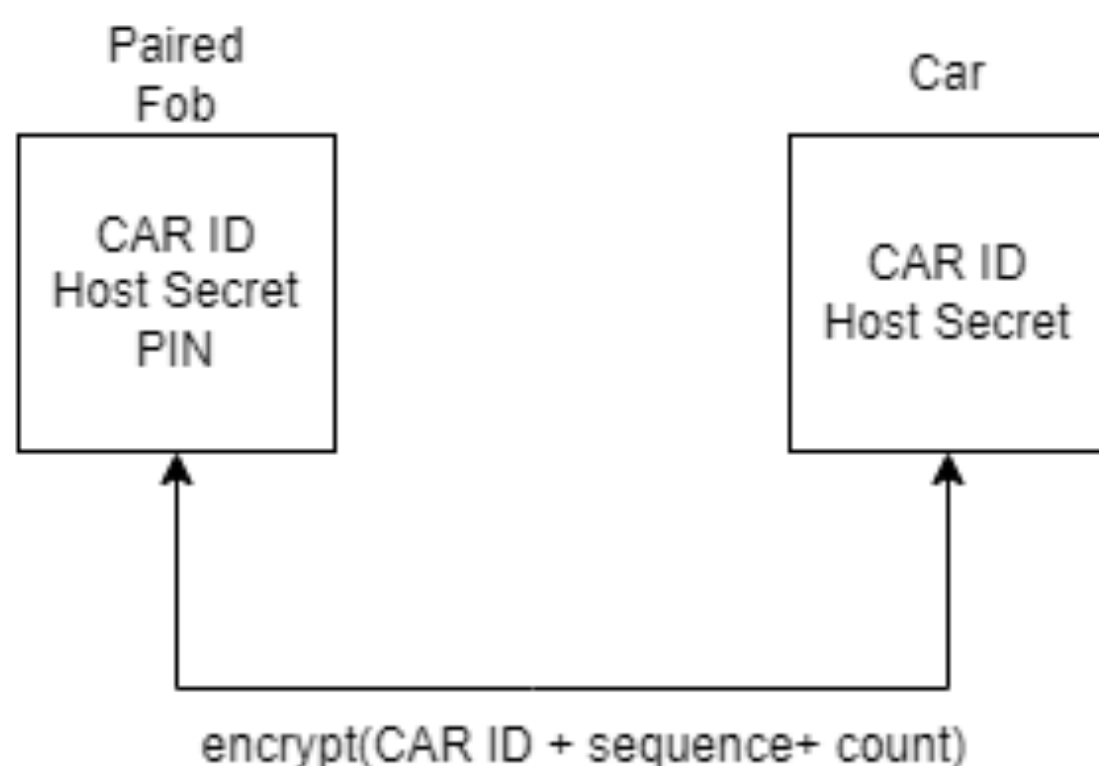 Paired
Fob
Car
CAR ID
Host Secret
PIN
CAR ID
Host Secret
encrypt(CAR ID + sequence+ count)